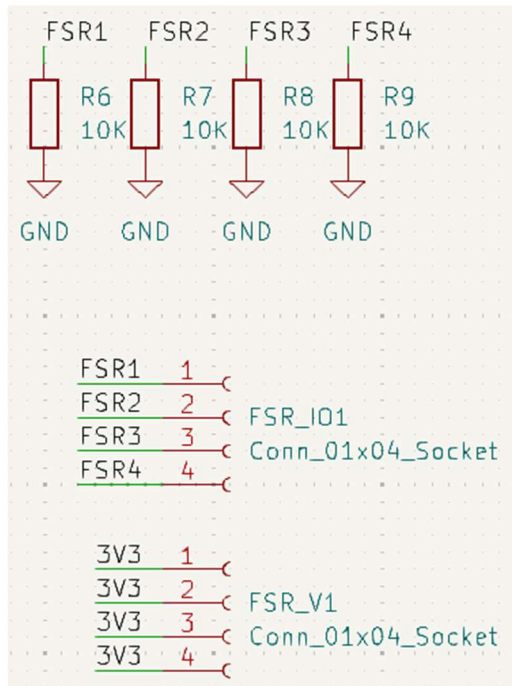 FSR1 FSR2 FSR3 FSR4
R6 R7 R8 R9
10K 10K 10K 10K
GND GND GND GND
FSR1 1
FSR2 2
FSR_IO1
FSR3 3
Conn_01x04_Socket
FSR4 4
3V3 1
3V3 2
FSR_V1
3V3 3
Conn_01x04_Socket
3V3 4